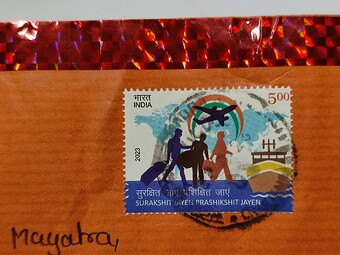 भारत
INDIA
5.00
2023
सुरक्षित जाएं प्रशिक्षित जाएं
SURAKSHIT JAYEN PRASHIKSHIT JAYEN
Mayatra,